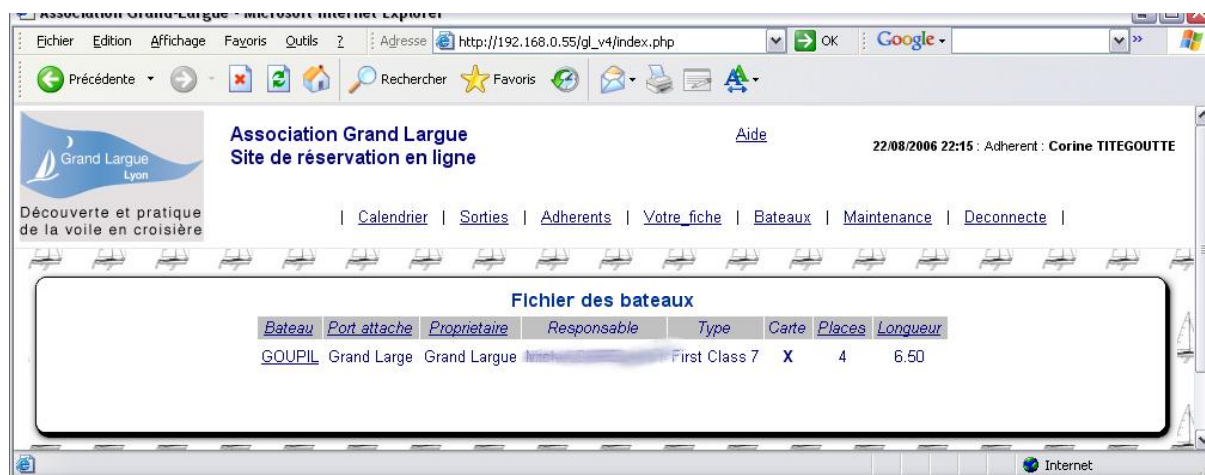 Association Grand-Largue - Microsoft Internet Explorer
Fichier Edition Affichage Favoris Outils ? Adresse http://192.168.0.55/gl_v4/index.php OK Google »
Précédente Rechercher Favoris
Grand Largue
Lyon
Découverte et pratique
de la voile en croisière
Association Grand Largue
Site de réservation en ligne
Aide
22/08/2006 22:15 : Adherent : Corine TITEGOUTTE
| Calendrier | Sorties | Adherents | Votre_fiche | Bateaux | Maintenance | Deconnecte |
Fichier des bateaux
Bateau Port attache Proprietaire Responsable Type Carte Places Longueur
GOUPIL Grand Large Grand Largue First Class 7 X 4 6.50
Internet